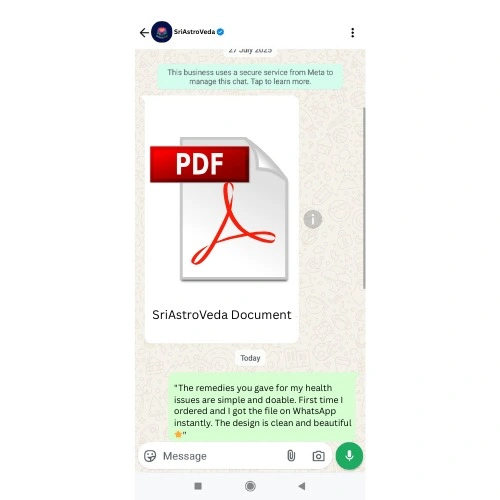 SriAstroVeda
27 July 2025
This business uses a secure service from Meta to
manage this chat. Tap to learn more.
PDF
SriAstroVeda Document
Today
"The remedies you gave for my health
issues are simple and doable. First time I
ordered and I got the file on WhatsApp
instantly. The design is clean and beautiful
⭐"
Message